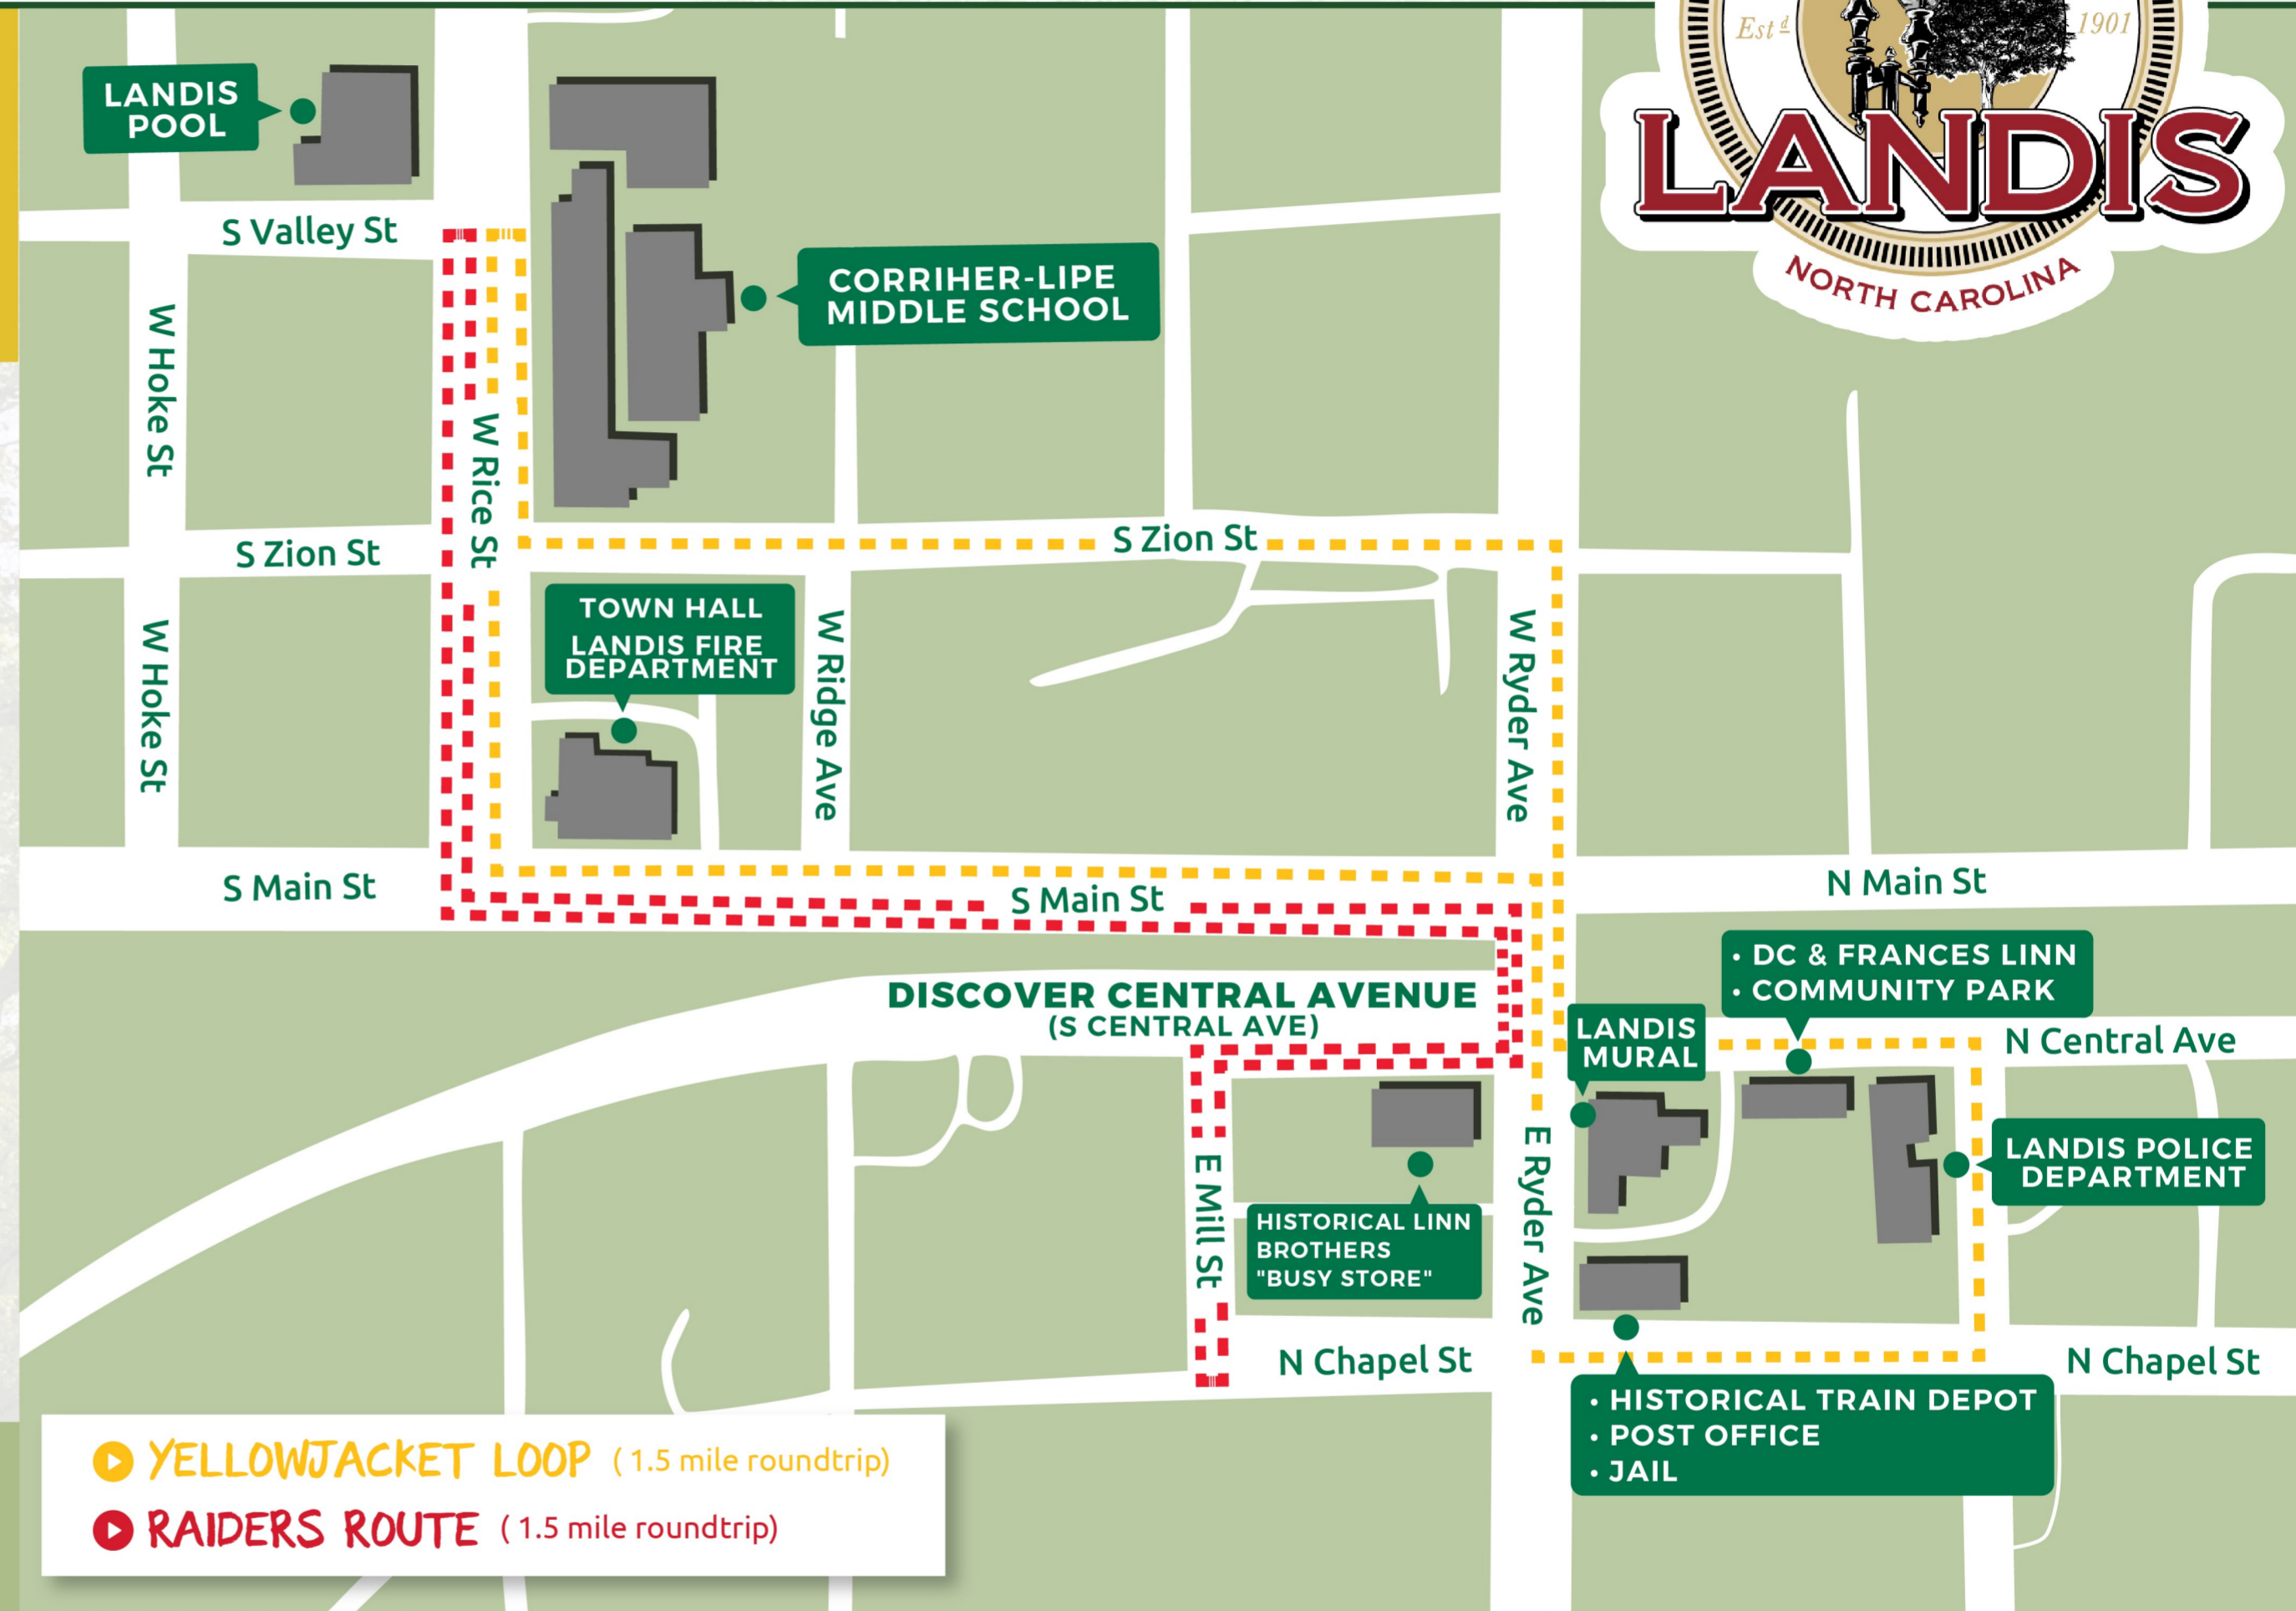 Est d
1901
LANDIS
NORTH CAROLINA
LANDIS
POOL
S Valley St
CORRIHER-LIPE
MIDDLE SCHOOL
W Hoke St
W Rice St
S Zion St
S Zion St
TOWN HALL
LANDIS FIRE
DEPARTMENT
W Hoke St
W Ridge Ave
W Ryder Ave
S Main St
S Main St
N Main St
• DC & FRANCES LINN
• COMMUNITY PARK
DISCOVER CENTRAL AVENUE
(S CENTRAL AVE)
LANDIS
MURAL
N Central Ave
LANDIS POLICE
DEPARTMENT
E Mill St
E Ryder Ave
HISTORICAL LINN
BROTHERS
"BUSY STORE"
N Chapel St
N Chapel St
• HISTORICAL TRAIN DEPOT
• POST OFFICE
• JAIL
YELLOWJACKET LOOP (1.5 mile roundtrip)
RAIDERS ROUTE (1.5 mile roundtrip)